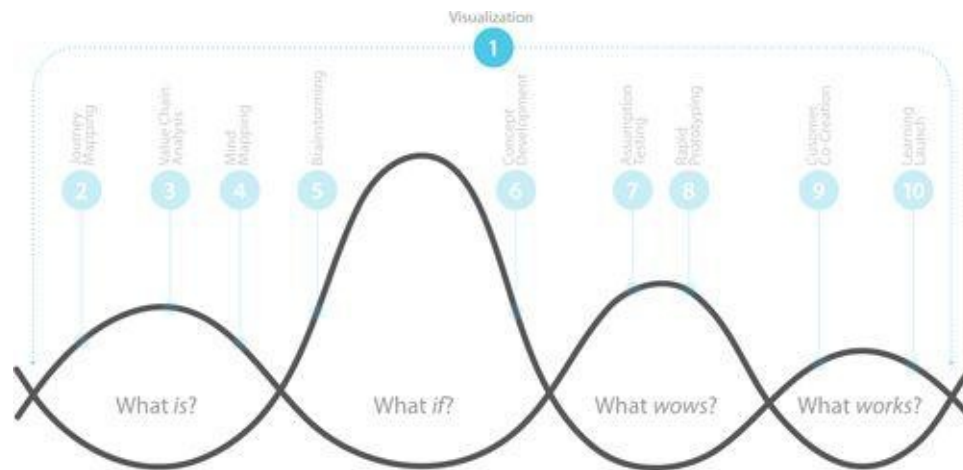 Visualization
1
Journey
Mapping
2
Value Chain
Analysis
3
Mind
Mapping
4
Brainstorming
5
Concept
Development
6
Assumption
Testing
7
Rapid
Prototyping
8
Customer
Co-Creation
9
Learning
Launch
10
What is?
What if?
What wows?
What works?